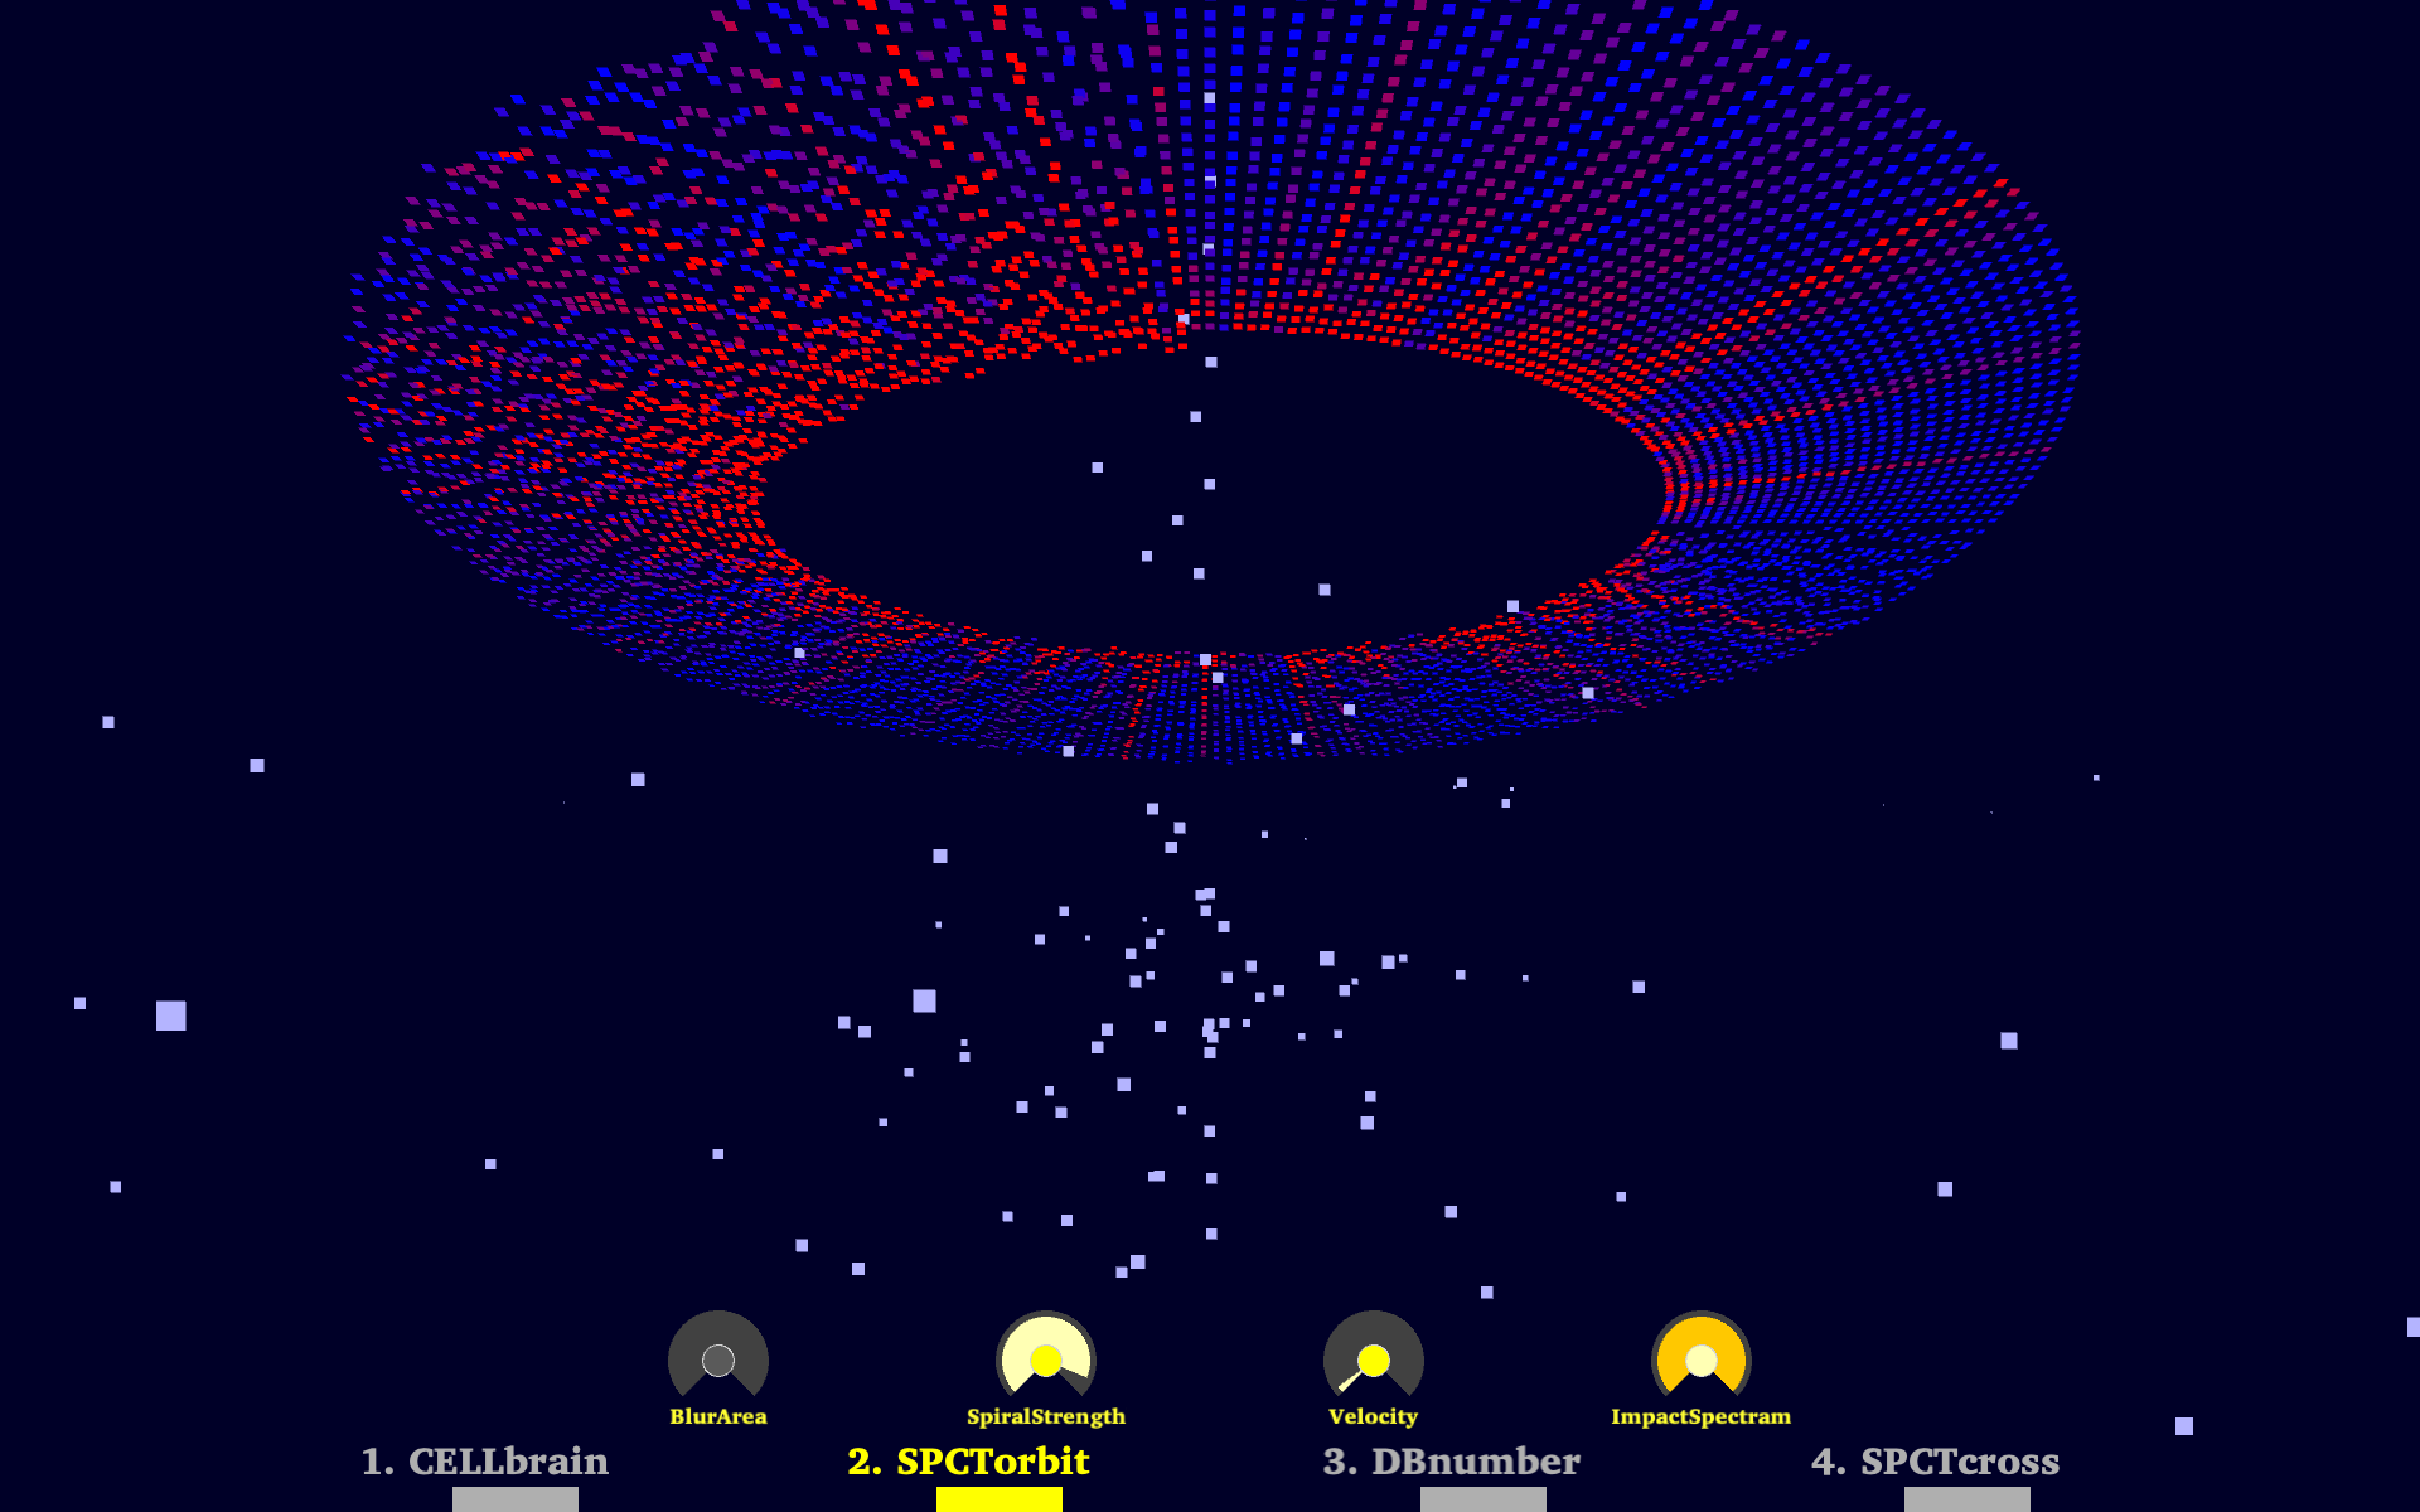 BlurArea
SpiralStrength
Velocity
ImpactSpectram
1. CELLbrain
2. SPCTorbit
3. DBnumber
4. SPCTcross